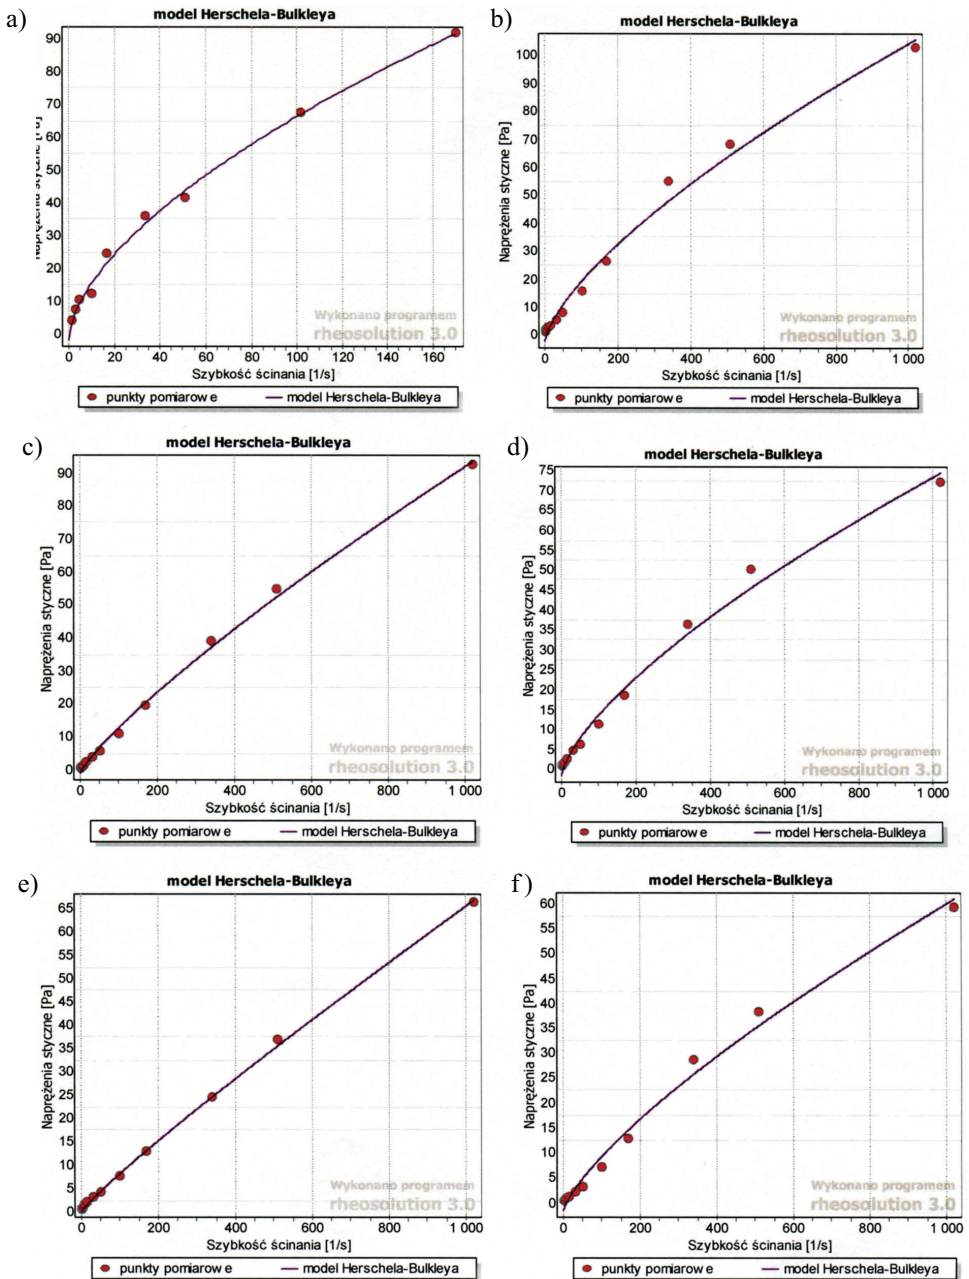 a)
model Herschela-Bulkleya
Naprężenia styczne [Pa]
90
80
70
50
40
30
10
0
0 20 40 60 80 100 120 140 160
Szybkość ścinania [1/s]
Wykonano programem
rheosolution 3.0
punkty pomiarow e model Herschela-Bulkleya
b)
model Herschela-Bulkleya
Naprężenia styczne [Pa]
100
90
80
70
60
50
40
30
20
10
0
0 200 400 600 800 1 000
Szybkość ścinania [1/s]
Wykonano programem
rheosolution 3.0
punkty pomiarow e model Herschela-Bulkleya
c)
model Herschela-Bulkleya
Naprężenia styczne [Pa]
90
80
60
50
40
20
10
0
0 200 400 600 800 1 000
Szybkość ścinania [1/s]
Wykonano programem
rheosolution 3.0
punkty pomiarow e model Herschela-Bulkleya
d)
model Herschela-Bulkleya
Naprężenia styczne [Pa]
75
70
65
60
55
50
45
40
35
25
20
15
10
5
0
0 200 400 600 800 1 000
Szybkość ścinania [1/s]
Wykonano programem
rheosolution 3.0
punkty pomiarow e model Herschela-Bulkleya
e)
model Herschela-Bulkleya
Naprężenia styczne [Pa]
65
60
55
50
45
40
35
25
20
15
10
5
0
0 200 400 600 800 1 000
Szybkość ścinania [1/s]
Wykonano programem
rheosolution 3.0
punkty pomiarow e model Herschela-Bulkleya
f)
model Herschela-Bulkleya
Naprężenia styczne [Pa]
60
55
45
40
30
25
20
15
10
5
0
0 200 400 600 800 1 000
Szybkość ścinania [1/s]
Wykonano programem
rheosolution 3.0
punkty pomiarow e model Herschela-Bulkleya